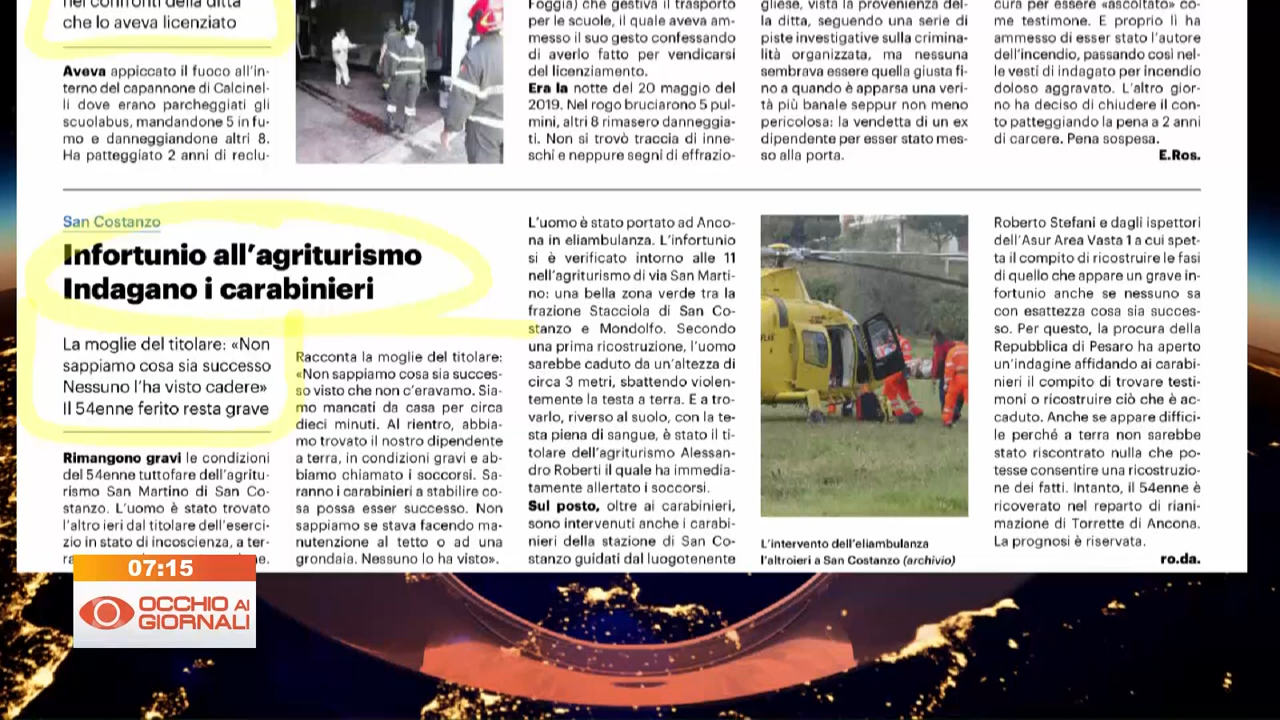 nei confronti della ditta
che lo aveva licenziato
Aveva appiccato il fuoco all'in-
terno del capannone di Calcinel-
li dove erano parcheggiati gli
scuolabus, mandandone 5 in fu-
mo e danneggiandone altri 8.
Ha patteggiato 2 anni di reclu-
Foggia) che gestiva il trasporto
per le scuole, il quale aveva am-
messo il suo gesto confessando
di averlo fatto per vendicarsi
del licenziamento.
Era la notte del 20 maggio del
2019. Nel rogo bruciarono 5 pul-
mini, altri 8 rimasero danneggia-
ti. Non si trovò traccia di inne-
schi e neppure segni di effrazio-
gliese, vista la provenienza del-
la ditta, seguendo una serie di
piste investigative sulla crimina-
lità organizzata, ma nessuna
sembrava essere quella giusta fi-
no a quando è apparsa una veri-
tà più banale seppur non meno
pericolosa: la vendetta di un ex
dipendente per esser stato mes-
so alla porta.
cura per essere «ascoltato» co-
me testimone. E proprio lì ha
ammesso di esser stato l'autore
dell'incendio, passando così nel-
le vesti di indagato per incendio
doloso aggravato. L'altro gior-
no ha deciso di chiudere il con-
to patteggiando la pena a 2 anni
di carcere. Pena sospesa.
E.Ros.
San Costanzo
Infortunio all'agriturismo
Indagano i carabinieri
La moglie del titolare: «Non
sappiamo cosa sia successo
Nessuno l'ha visto cadere»
Il 54enne ferito resta grave
Rimangono gravi le condizioni
del 54enne tuttofare dell'agritu-
rismo San Martino di San Co-
stanzo. L'uomo è stato trovato
l'altro ieri dal titolare dell'eserci-
zio in stato di incoscienza, a ter-
Racconta la moglie del titolare:
«Non sappiamo cosa sia succes-
so visto che non c'eravamo. Sia-
mo mancati da casa per circa
dieci minuti. Al rientro, abbia-
mo trovato il nostro dipendente
a terra, in condizioni gravi e ab-
biamo chiamato i soccorsi. Sa-
ranno i carabinieri a stabilire co-
sa possa esser successo. Non
sappiamo se stava facendo ma-
nutenzione al tetto o ad una
grondaia. Nessuno lo ha visto».
L'uomo è stato portato ad Anco-
na in eliambulanza. L'infortunio
si è verificato intorno alle 11
nell'agriturismo di via San Marti-
no: una bella zona verde tra la
frazione Stacciola di San Co-
stanzo e Mondolfo. Secondo
una prima ricostruzione, l'uomo
sarebbe caduto da un'altezza di
circa 3 metri, sbattendo violen-
temente la testa a terra. E a tro-
varlo, riverso al suolo, con la te-
sta piena di sangue, è stato il ti-
tolare dell'agriturismo Alessan-
dro Roberti il quale ha immedia-
tamente allertato i soccorsi.
Sul posto, oltre ai carabinieri,
sono intervenuti anche i carabi-
nieri della stazione di San Co-
stanzo guidati dal luogotenente
L'intervento dell'eliambulanza
l'altroieri a San Costanzo (archivio)
Roberto Stefani e dagli ispettori
dell'Asur Area Vasta 1 a cui spet-
ta il compito di ricostruire le fasi
di quello che appare un grave in-
fortunio anche se nessuno sa
con esattezza cosa sia succes-
so. Per questo, la procura della
Repubblica di Pesaro ha aperto
un'indagine affidando ai carabi-
nieri il compito di trovare testi-
moni o ricostruire ciò che è ac-
caduto. Anche se appare diffici-
le perché a terra non sarebbe
stato riscontrato nulla che po-
tesse consentire una ricostruzio-
ne dei fatti. Intanto, il 54enne è
ricoverato nel reparto di riani-
mazione di Torrette di Ancona.
La prognosi è riservata.
ro.da.
07:15
OCCHIO AI
GIORNALI